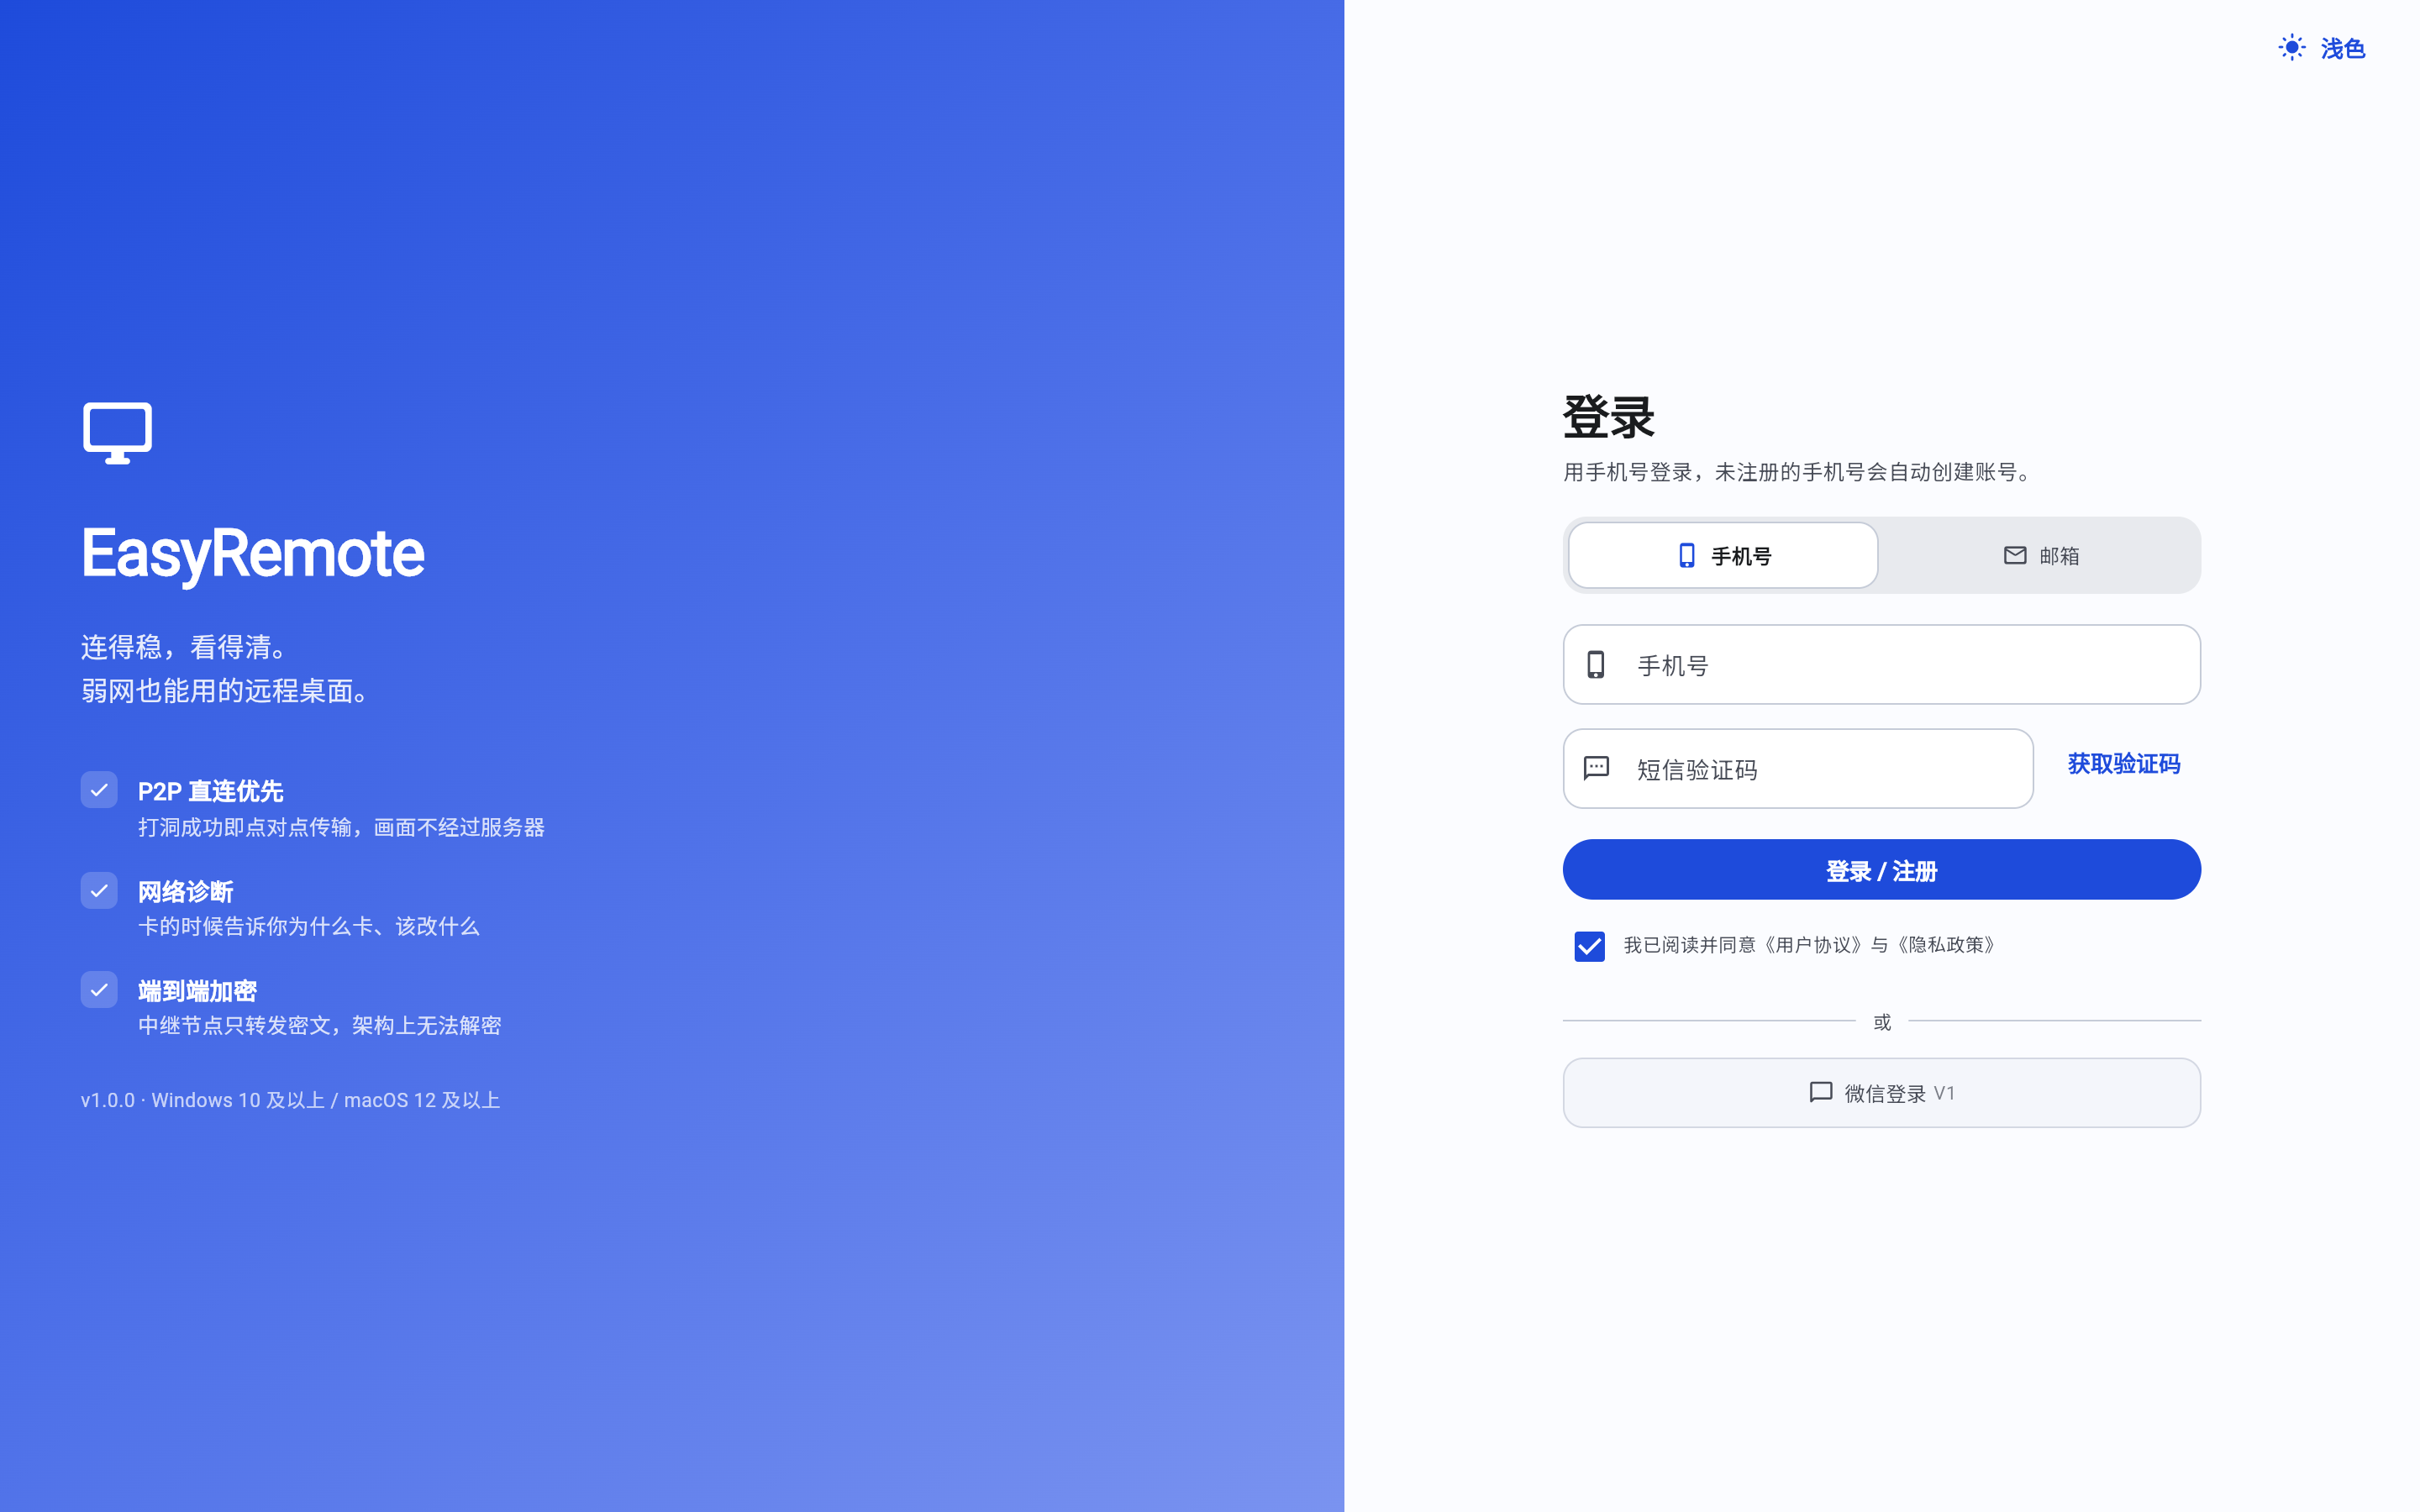 EasyRemote
连得稳，看得清。
弱网也能用的远程桌面。
P2P 直连优先
打洞成功即点对点传输，画面不经过服务器
网络诊断
卡的时候告诉你为什么卡、该改什么
端到端加密
中继节点只转发密文，架构上无法解密
v1.0.0 · Windows 10 及以上 / macOS 12 及以上
浅色
登录
用手机号登录，未注册的手机号会自动创建账号。
手机号
邮箱
手机号
短信验证码
获取验证码
登录 / 注册
我已阅读并同意《用户协议》与《隐私政策》
或
微信登录 V1